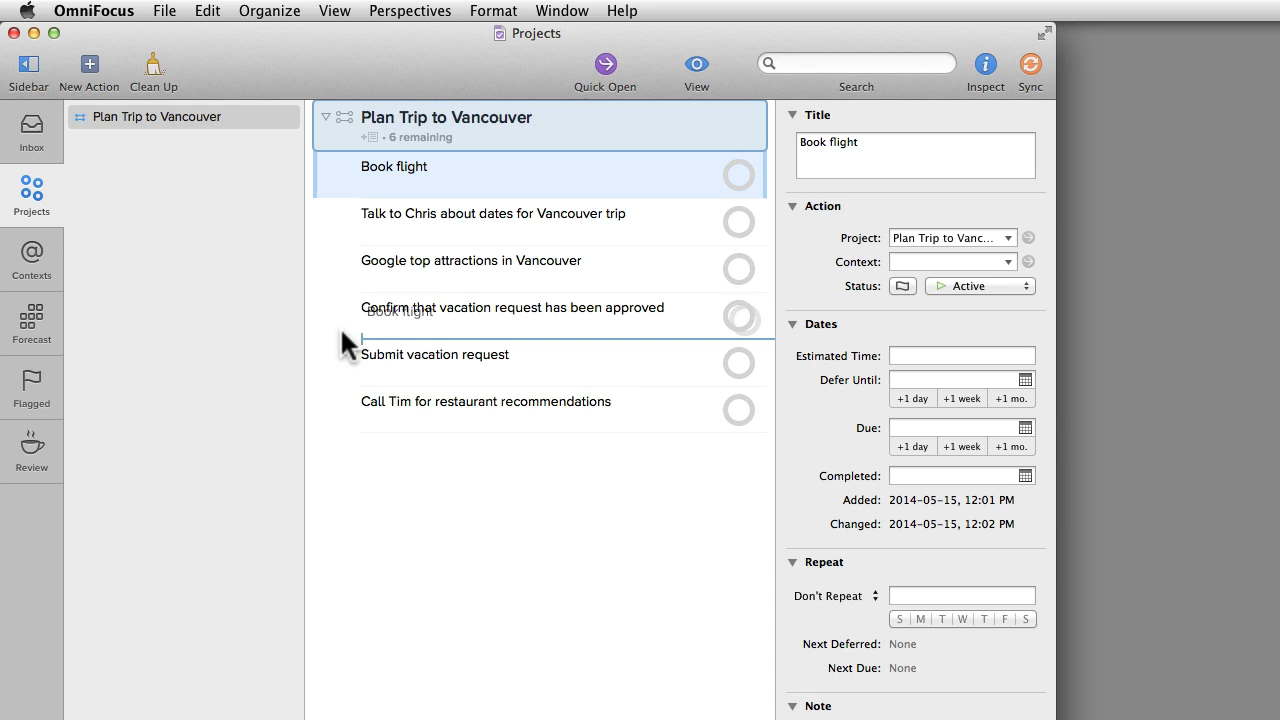 OmniFocus File Edit Organize View Perspectives Format Window Help
Projects
Sidebar New Action Clean Up Quick Open View Search Inspect Sync
Inbox
Projects
Contexts
Forecast
Flagged
Review
Plan Trip to Vancouver
Plan Trip to Vancouver
+ • 6 remaining
Book flight
Talk to Chris about dates for Vancouver trip
Google top attractions in Vancouver
Confirm that vacation request has been approved
Book flight
Submit vacation request
Call Tim for restaurant recommendations
Title
Book flight
Action
Project: Plan Trip to Vanc...
Context:
Status: Active
Dates
Estimated Time:
Defer Until:
+1 day +1 week +1 mo.
Due:
+1 day +1 week +1 mo.
Completed:
Added: 2014-05-15, 12:01 PM
Changed: 2014-05-15, 12:02 PM
Repeat
Don't Repeat
S M T W T F S
Next Deferred: None
Next Due: None
Note